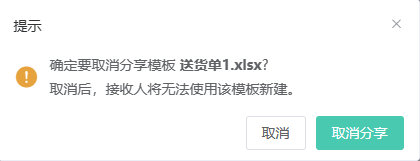 提示
确定要取消分享模板 送货单1.xlsx?
取消后，接收人将无法使用该模板新建。
取消
取消分享